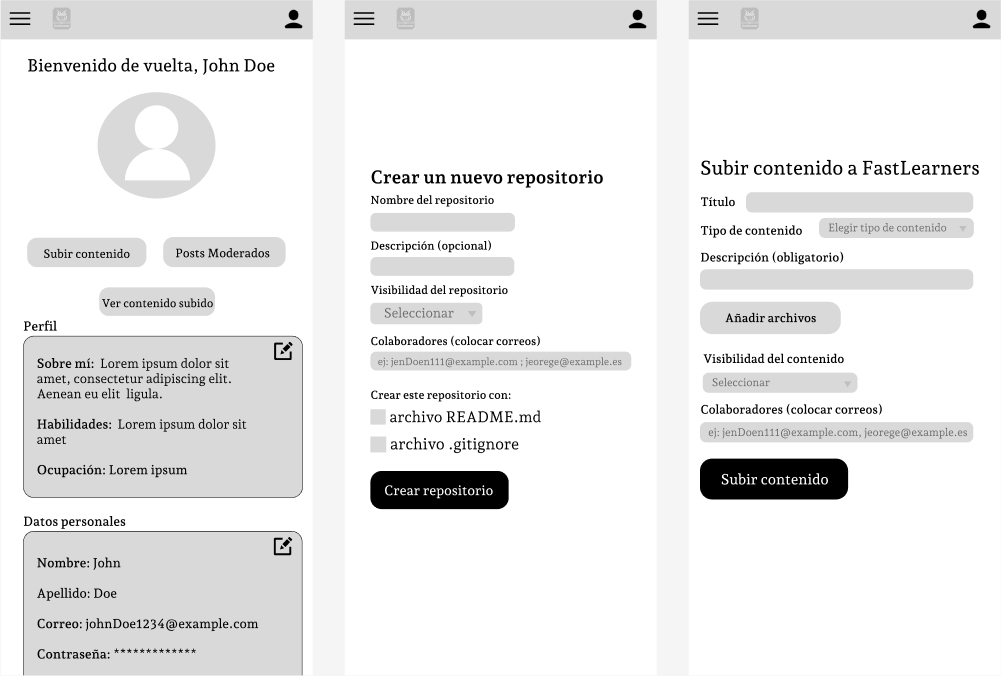 Bienvenido de vuelta, John Doe
Subir contenido
Posts Moderados
Ver contenido subido
Perfil
Sobre mí: Lorem ipsum dolor sit
amet, consectetur adipiscing elit.
Aenean eu elit ligula.
Habilidades: Lorem ipsum dolor sit
amet
Ocupación: Lorem ipsum
Datos personales
Nombre: John
Apellido: Doe
Correo: johnDoe1234@example.com
Contraseña: *************
Crear un nuevo repositorio
Nombre del repositorio
Descripción (opcional)
Visibilidad del repositorio
Seleccionar
Colaboradores (colocar correos)
ej: jenDoen111@example.com ; jeorege@example.es
Crear este repositorio con:
archivo README.md
archivo .gitignore
Crear repositorio
Subir contenido a FastLearners
Título
Tipo de contenido
Elegir tipo de contenido
Descripción (obligatorio)
Añadir archivos
Visibilidad del contenido
Seleccionar
Colaboradores (colocar correos)
ej: jenDoen111@example.com, jeorege@example.es
Subir contenido